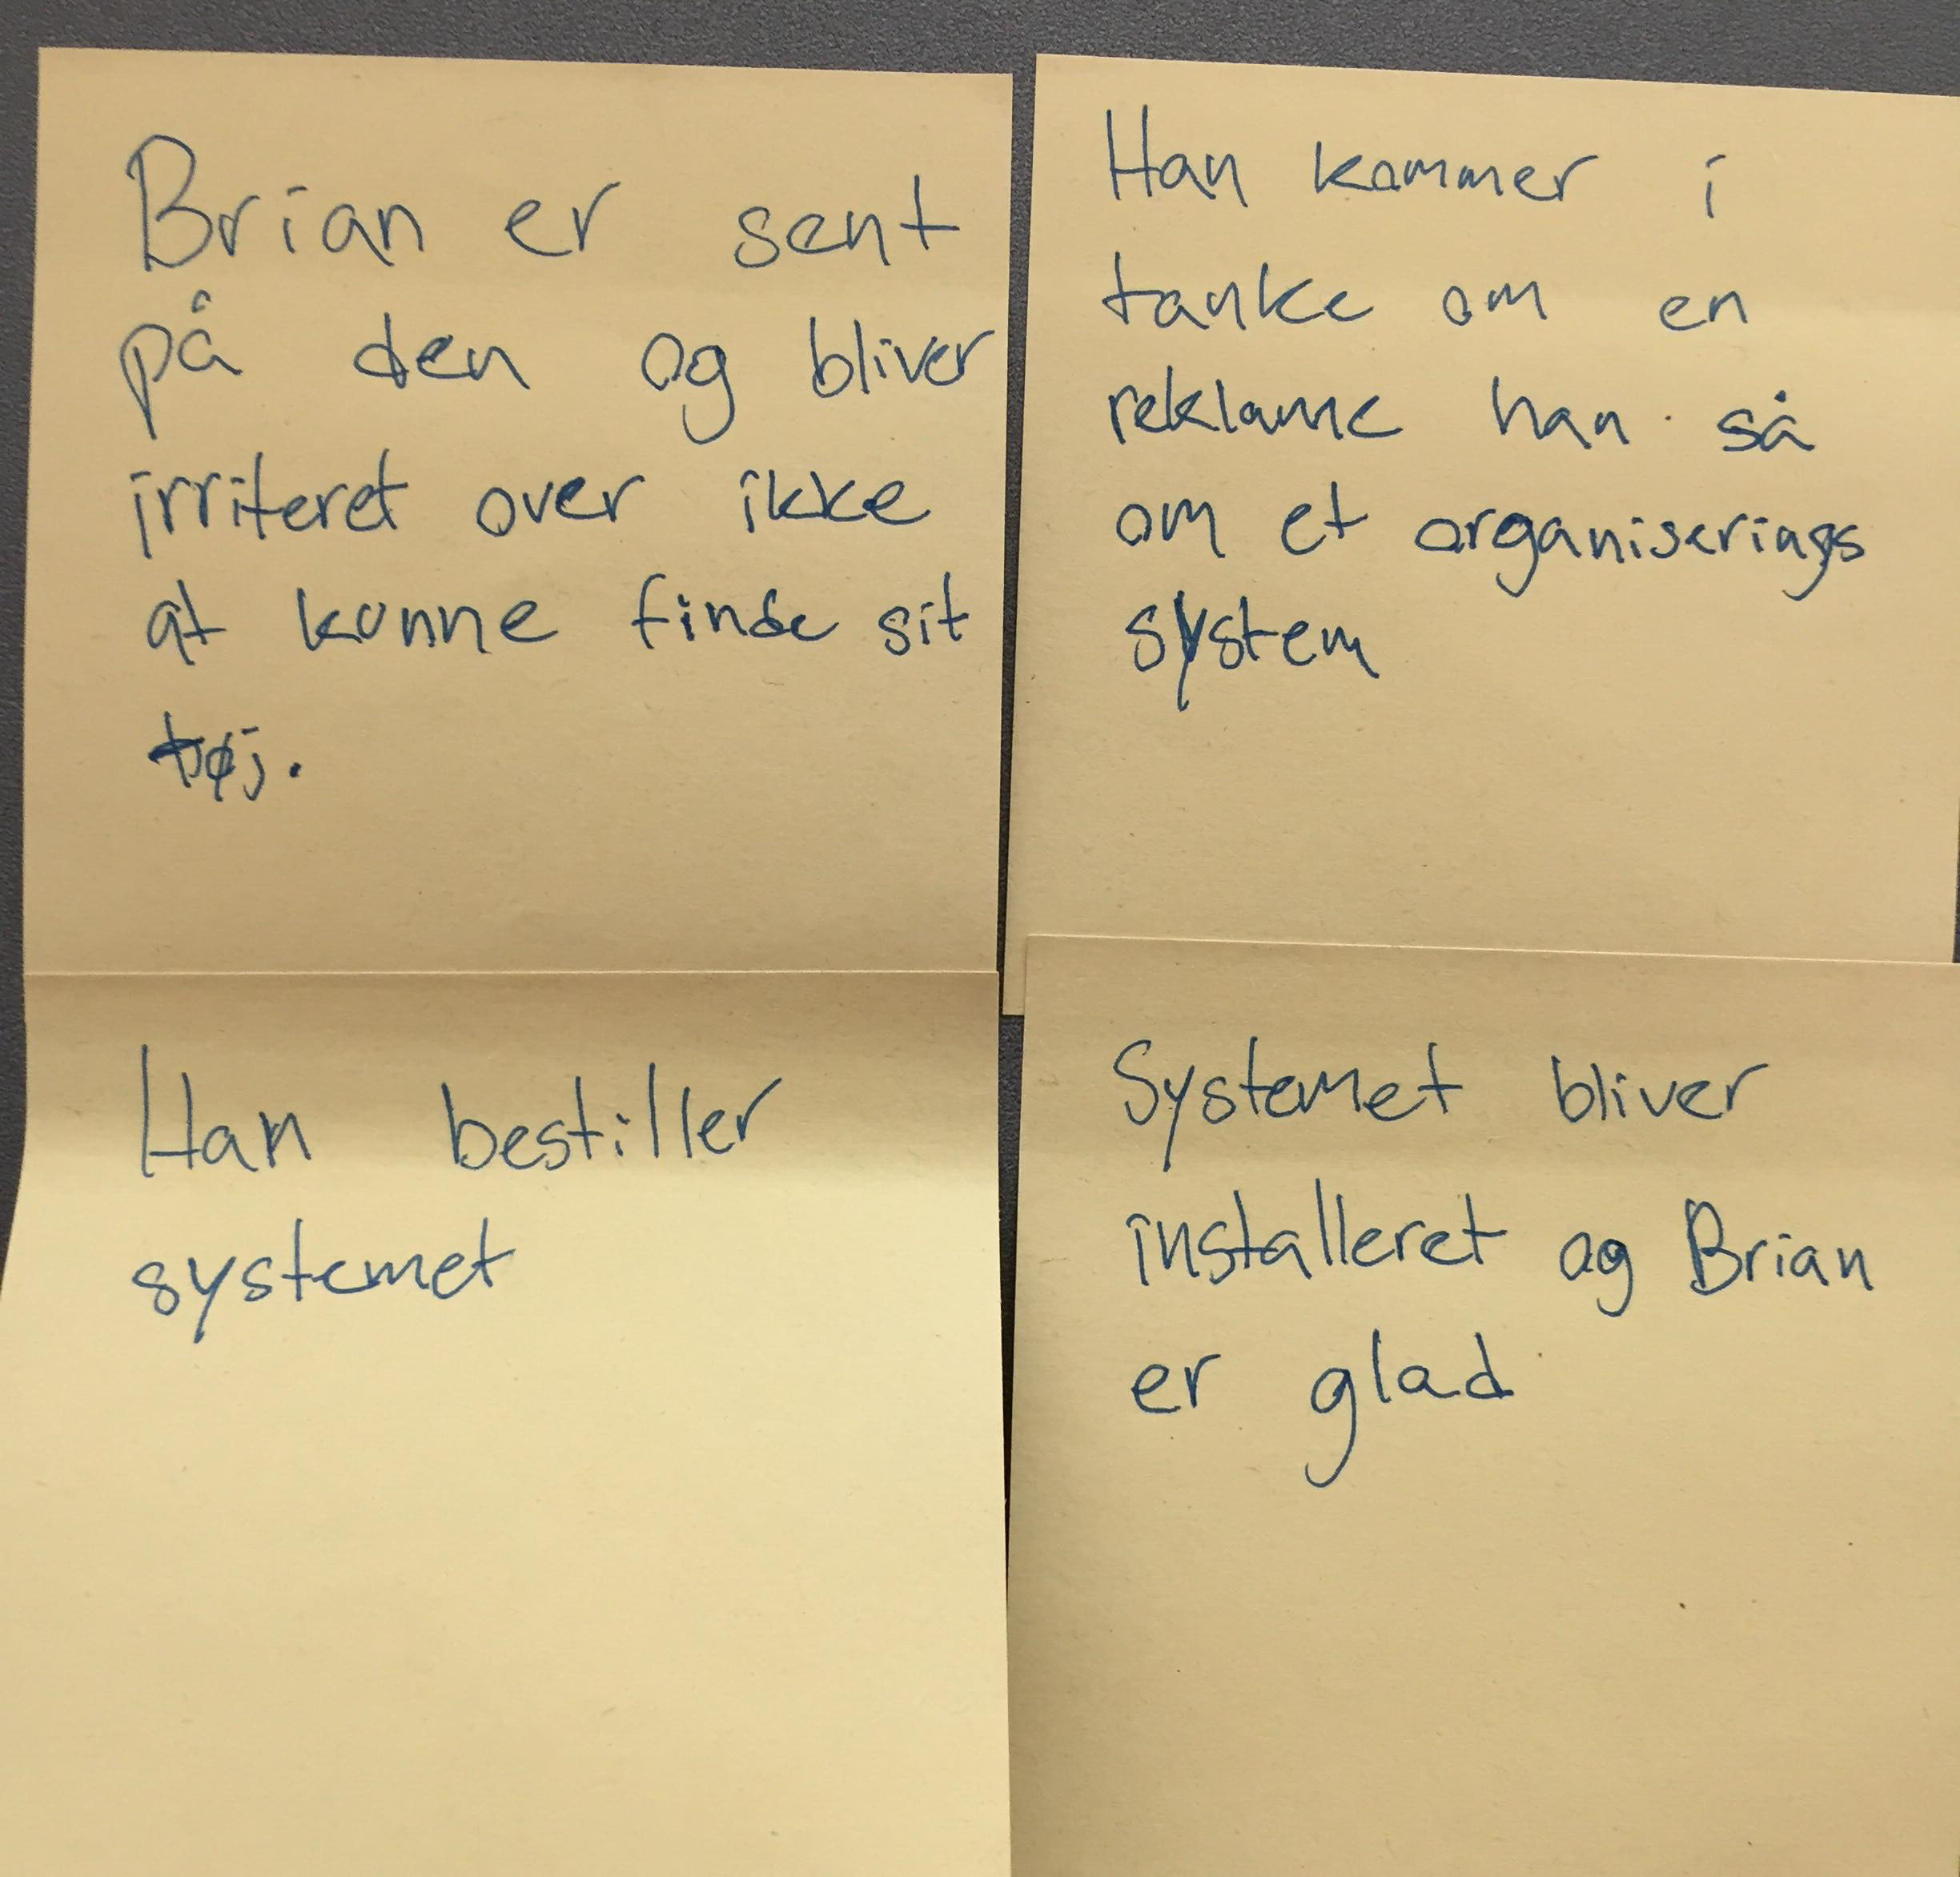 Brian er sent
på den og bliver
irriteret over ikke
at kunne finde sit
tøj.
Han kommer i
tanke om en
reklame han så
om et organiserings
system
Han bestiller
systemet
Systemet bliver
installeret og Brian
er glad